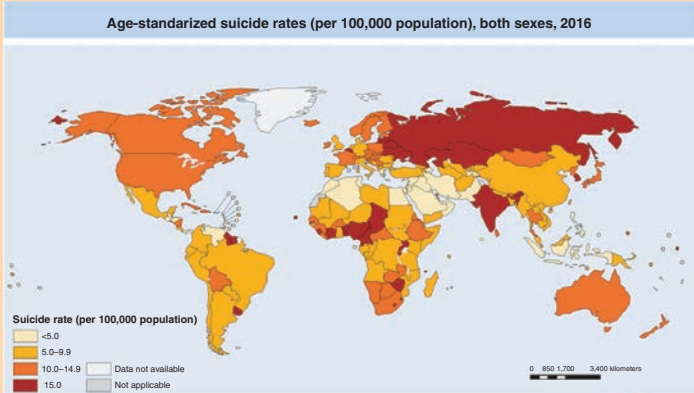 Age-standarized suicide rates (per 100,000 population), both sexes, 2016
Suicide rate (per 100,000 population)
<5.0
5.0–9.9
10.0–14.9
15.0
Data not available
Not applicable
0 850 1,700 3,400 kilometers